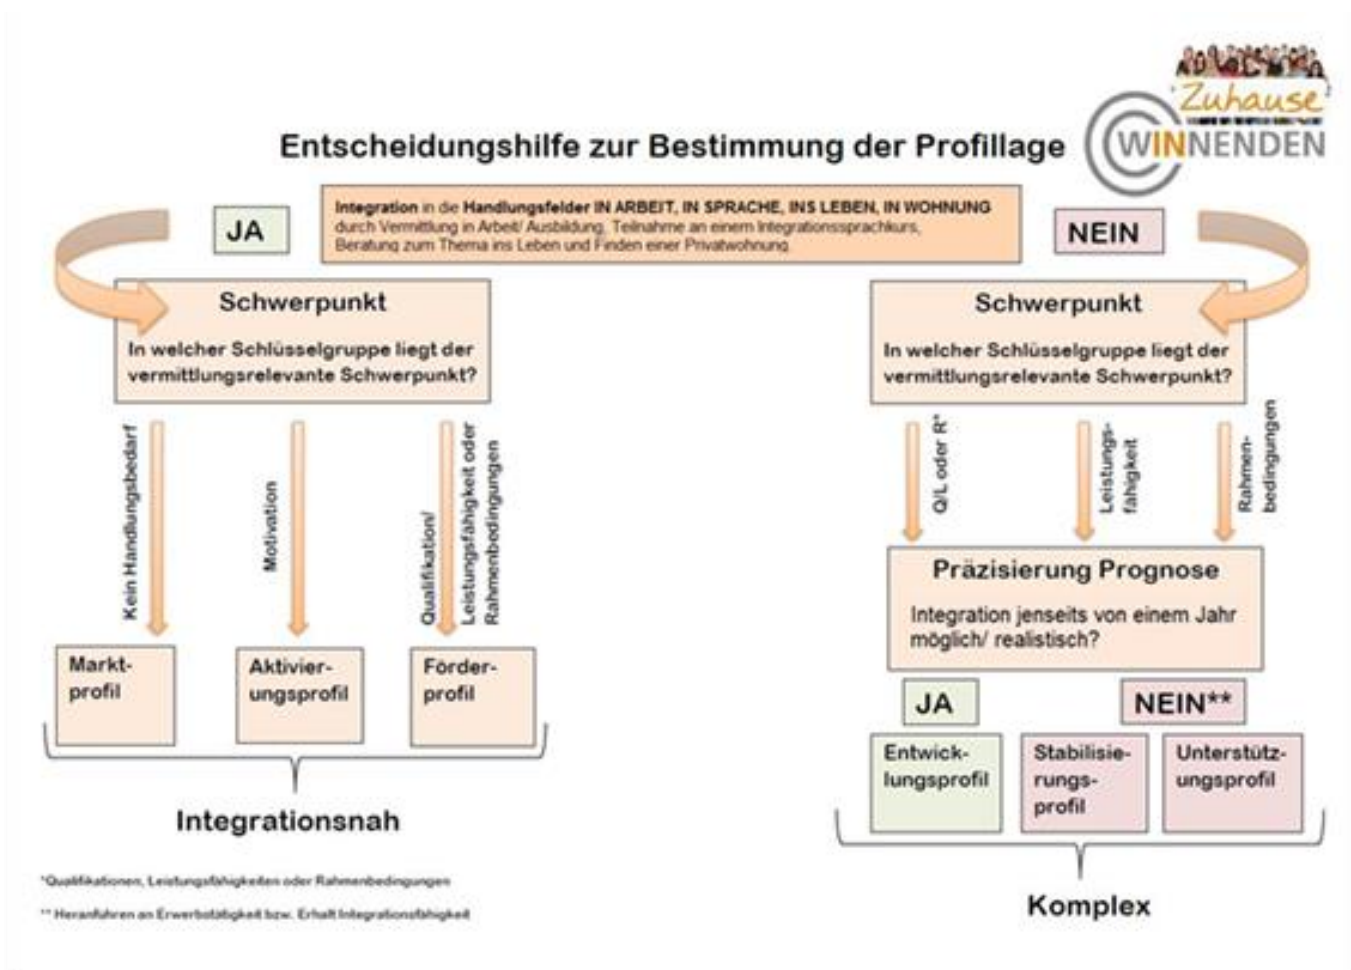 Zuhause
WINNENDEN
Entscheidungshilfe zur Bestimmung der Profillage
JA
Integration in die Handlungsfelder IN ARBEIT, IN SPRACHE, INS LEBEN, IN WOHNUNG
durch Vermittlung in Arbeit/ Ausbildung, Teilnahme an einem Integrationssprachkurs,
Beratung zum Thema ins Leben und Finden einer Privatwohnung
NEIN
Schwerpunkt
In welcher Schlüsselgruppe liegt der
vermittlungsrelevante Schwerpunkt?
Schwerpunkt
In welcher Schlüsselgruppe liegt der
vermittlungsrelevante Schwerpunkt?
Kein Handlungsbedarf
Motivation
Qualifikation/
Leistungsfähigkeit oder
Rahmenbedingungen
Q/L oder R*
Leistungs-
fähigkeit
Rahmen-
bedingungen
Präzisierung Prognose
Integration jenseits von einem Jahr
möglich/ realistisch?
Markt-
profil
Aktivier-
ungsprofil
Förder-
profil
JA
NEIN**
Entwick-
lungsprofil
Stabilisie-
rungs-
profil
Unterstütz-
ungsprofil
Integrationsnah
Komplex
*Qualifikationen, Leistungsfähigkeiten oder Rahmenbedingungen
** Heranführen an Erwerbstätigkeit bzw. Erhalt Integrationsfähigkeit